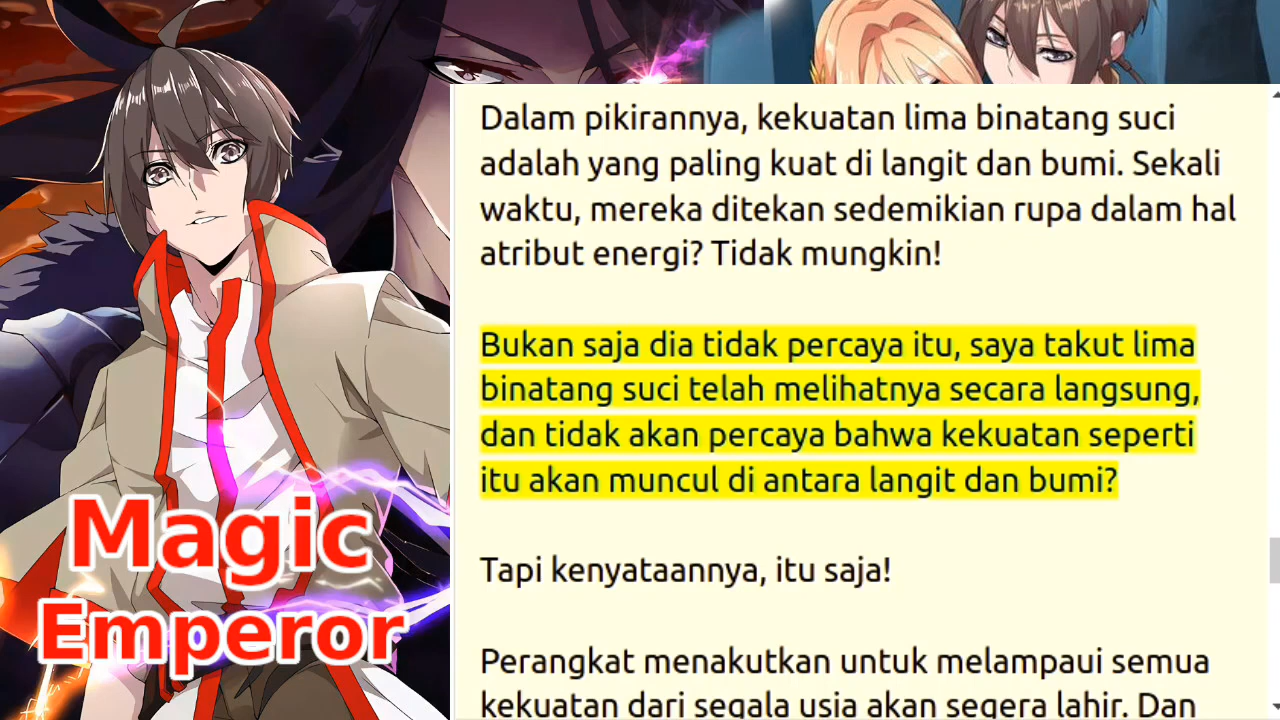 Magic
Emperor
Dalam pikirannya, kekuatan lima binatang suci
adalah yang paling kuat di langit dan bumi. Sekali
waktu, mereka ditekan sedemikian rupa dalam hal
atribut energi? Tidak mungkin!
Bukan saja dia tidak percaya itu, saya takut lima
binatang suci telah melihatnya secara langsung,
dan tidak akan percaya bahwa kekuatan seperti
itu akan muncul di antara langit dan bumi?
Tapi kenyataannya, itu saja!
Perangkat menakutkan untuk melampaui semua
kekuatan dari segala usia akan segera lahir. Dan